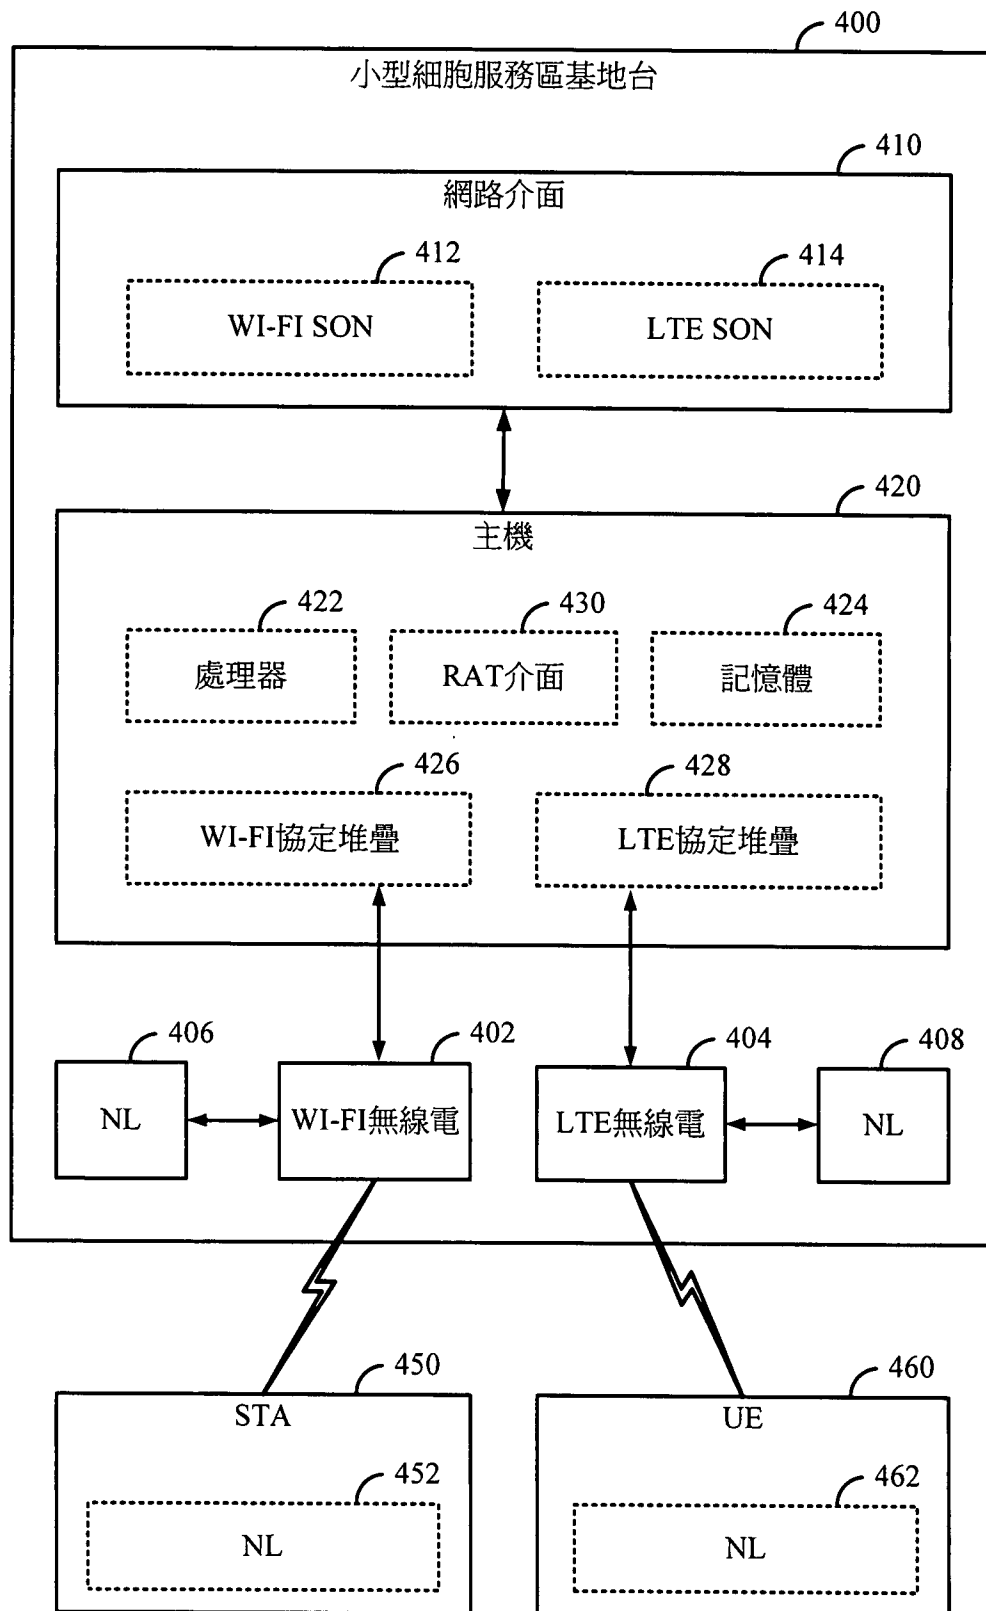 400
小型細胞服務區基地台
410
網路介面
412
414
WI-FI SON
LTE SON
420
主機
422
430
424
處理器
RAT介面
記憶體
426
428
WI-FI協定堆疊
LTE協定堆疊
406
402
404
408
NL
WI-FI無線電
LTE無線電
NL
450
460
STA
UE
452
462
NL
NL